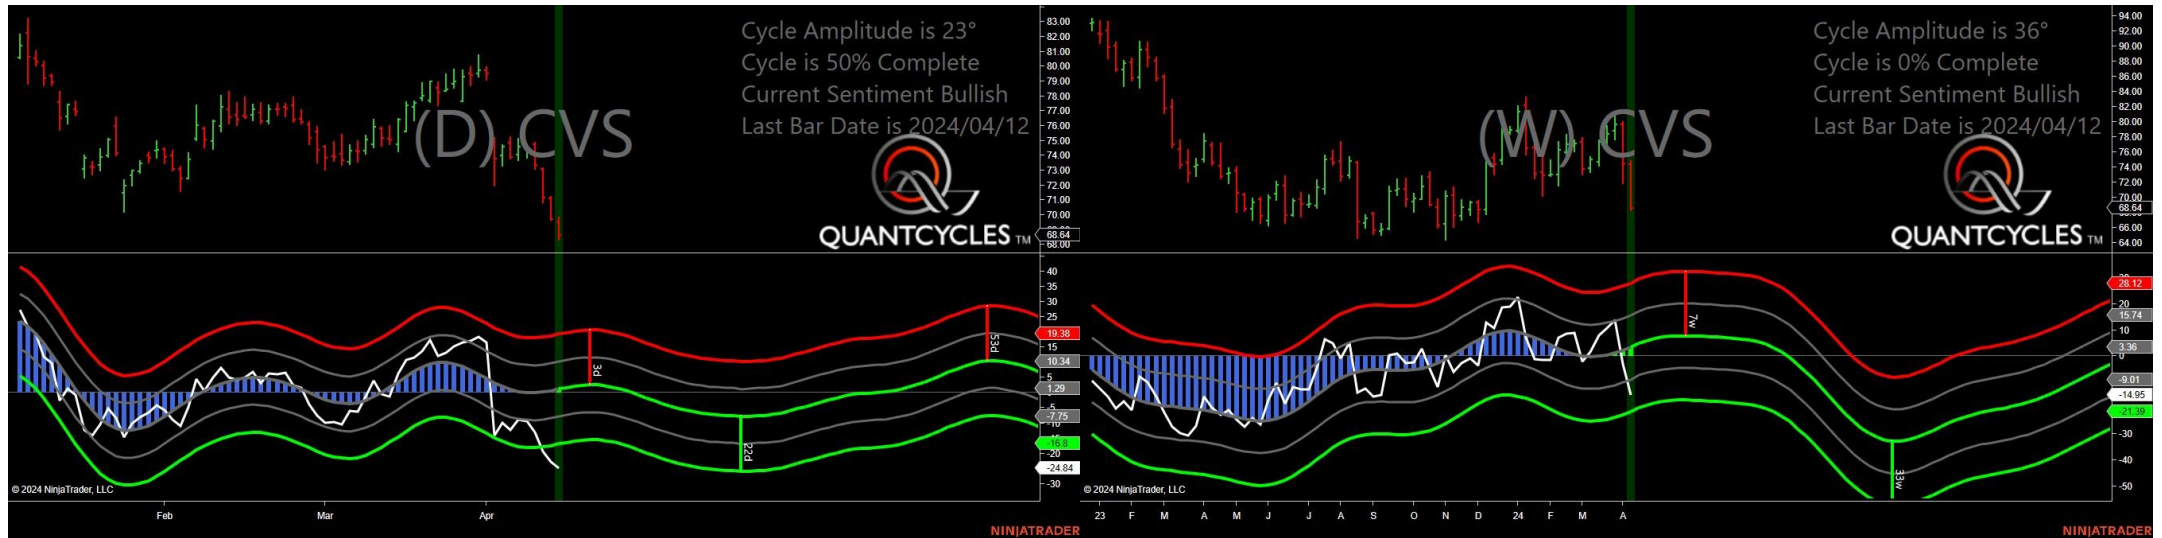 Cycle Amplitude is 23°
Cycle is 50% Complete
Current Sentiment Bullish
Last Bar Date is 2024/04/12
(D) CVS
QUANTCYCLES TM
83.00
82.00
81.00
80.00
79.00
78.00
77.00
76.00
75.00
74.00
73.00
72.00
71.00
70.00
69.00
68.64
68.00
40
35
30
25
19.38
15
10.34
5
1.29
-5
-7.75
-10
-16.8
-20
-24.84
-30
3d
22d
53d
© 2024 NinjaTrader, LLC
Feb Mar Apr
NINJATRADER
Cycle Amplitude is 36°
Cycle is 0% Complete
Current Sentiment Bullish
Last Bar Date is 2024/04/12
(W) CVS
QUANTCYCLES TM
94.00
92.00
90.00
88.00
86.00
84.00
82.00
80.00
78.00
76.00
74.00
72.00
70.00
68.64
66.00
64.00
28.12
20
15.74
10
3.36
0
-9.01
-14.95
-21.39
-30
-40
-50
7w
33w
© 2024 NinjaTrader, LLC
23 F M A M J J A S O N D 24 F M A
NINJATRADER